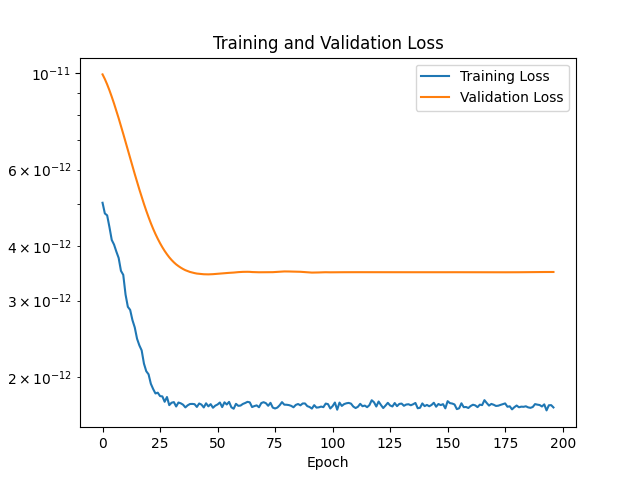 Training and Validation Loss
10⁻¹¹
6 × 10⁻¹²
4 × 10⁻¹²
3 × 10⁻¹²
2 × 10⁻¹²
Training Loss
Validation Loss
0 25 50 75 100 125 150 175 200
Epoch